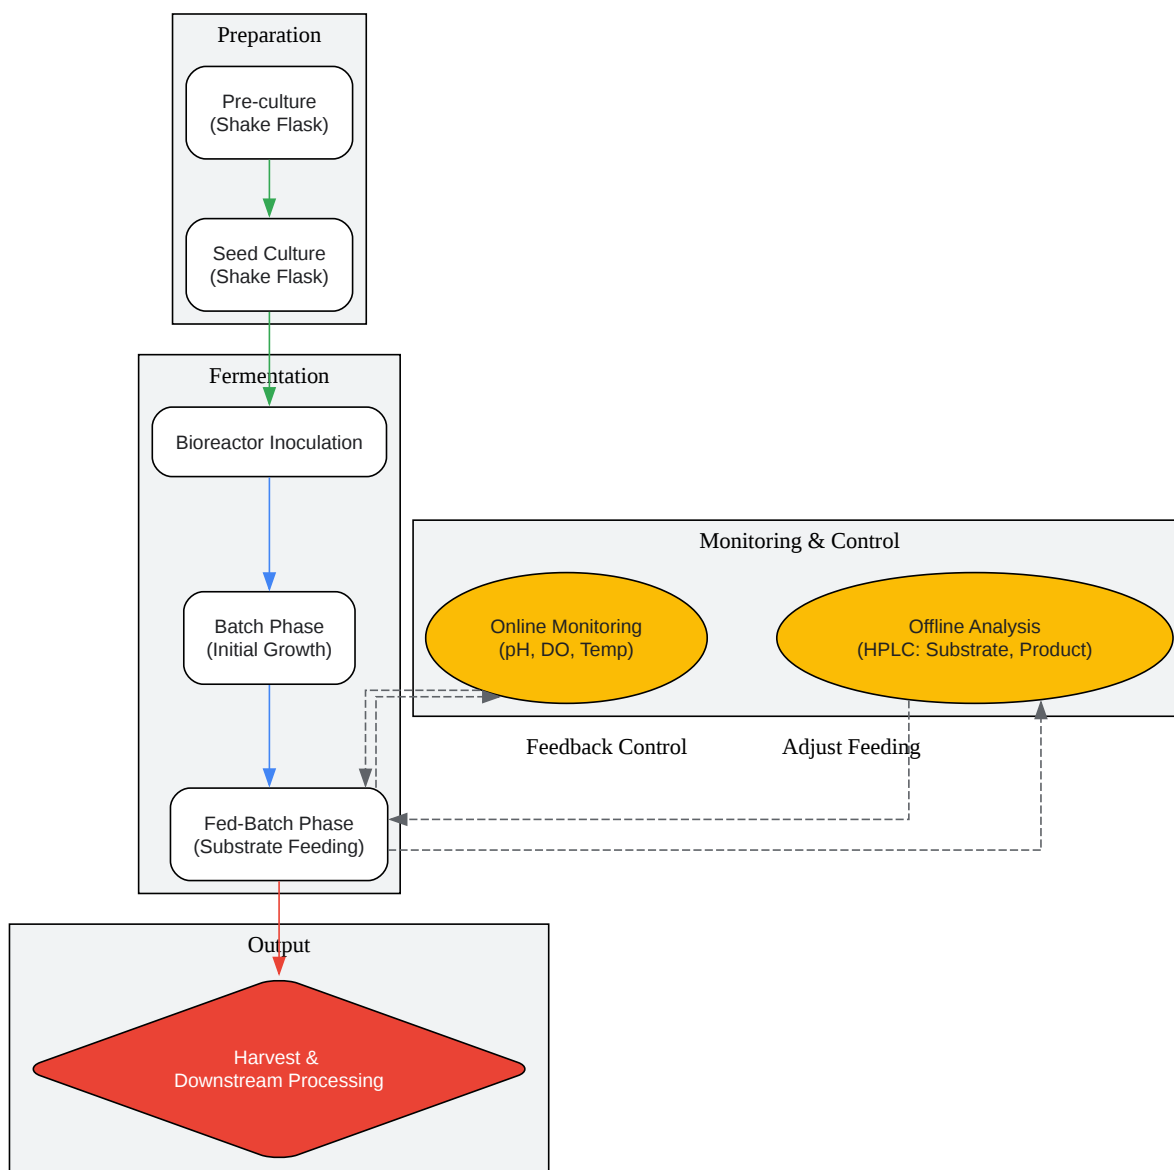 Preparation
Pre-culture
(Shake Flask)
Seed Culture
(Shake Flask)
Fermentation
Bioreactor Inoculation
Monitoring & Control
Batch Phase
(Initial Growth)
Online Monitoring
(pH, DO, Temp)
Offline Analysis
(HPLC: Substrate, Product)
Feedback Control
Adjust Feeding
Fed-Batch Phase
(Substrate Feeding)
Output
Harvest &
Downstream Processing